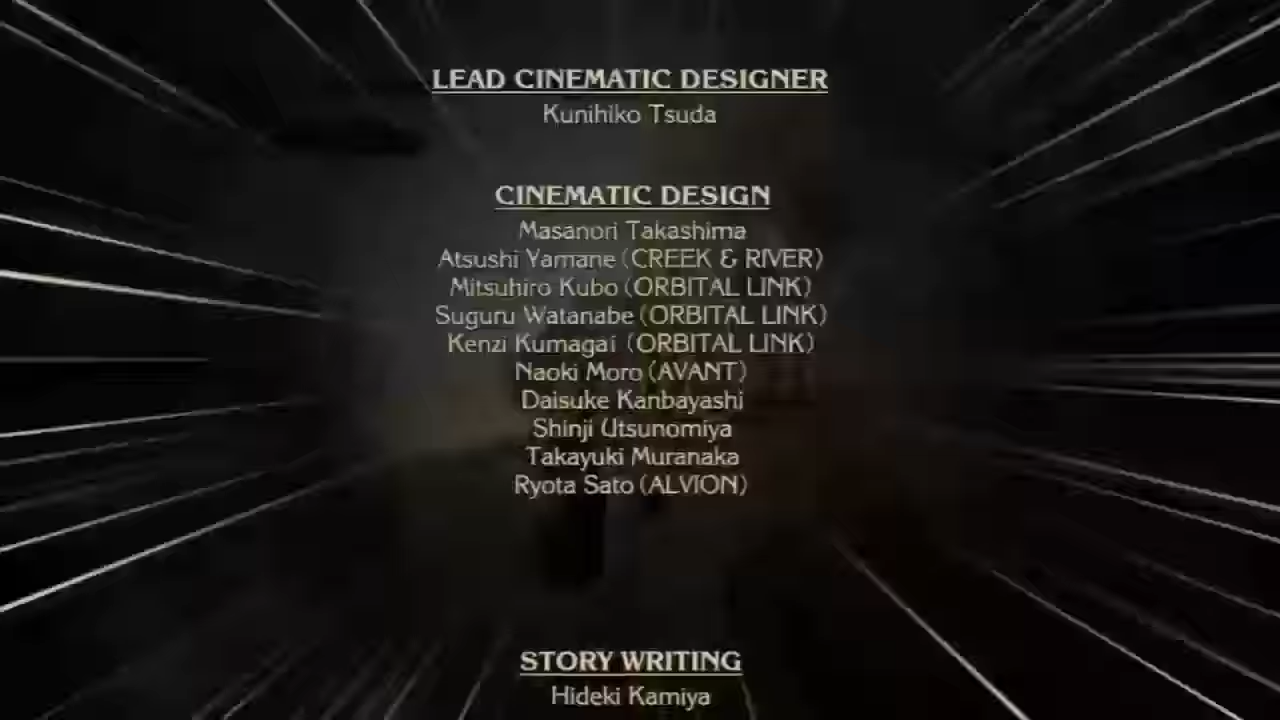 LEAD CINEMATIC DESIGNER
Kunihiko Tsuda
CINEMATIC DESIGN
Masanori Takashima
Atsushi Yamane (CREEK & RIVER)
Mitsuhiro Kubo (ORBITAL LINK)
Suguru Watanabe (ORBITAL LINK)
Kenzi Kumagai (ORBITAL LINK)
Naoki Moro (AVANT)
Daisuke Kanbayashi
Shinji Utsunomiya
Takayuki Muranaka
Ryota Sato (ALVION)
STORY WRITING
Hideki Kamiya